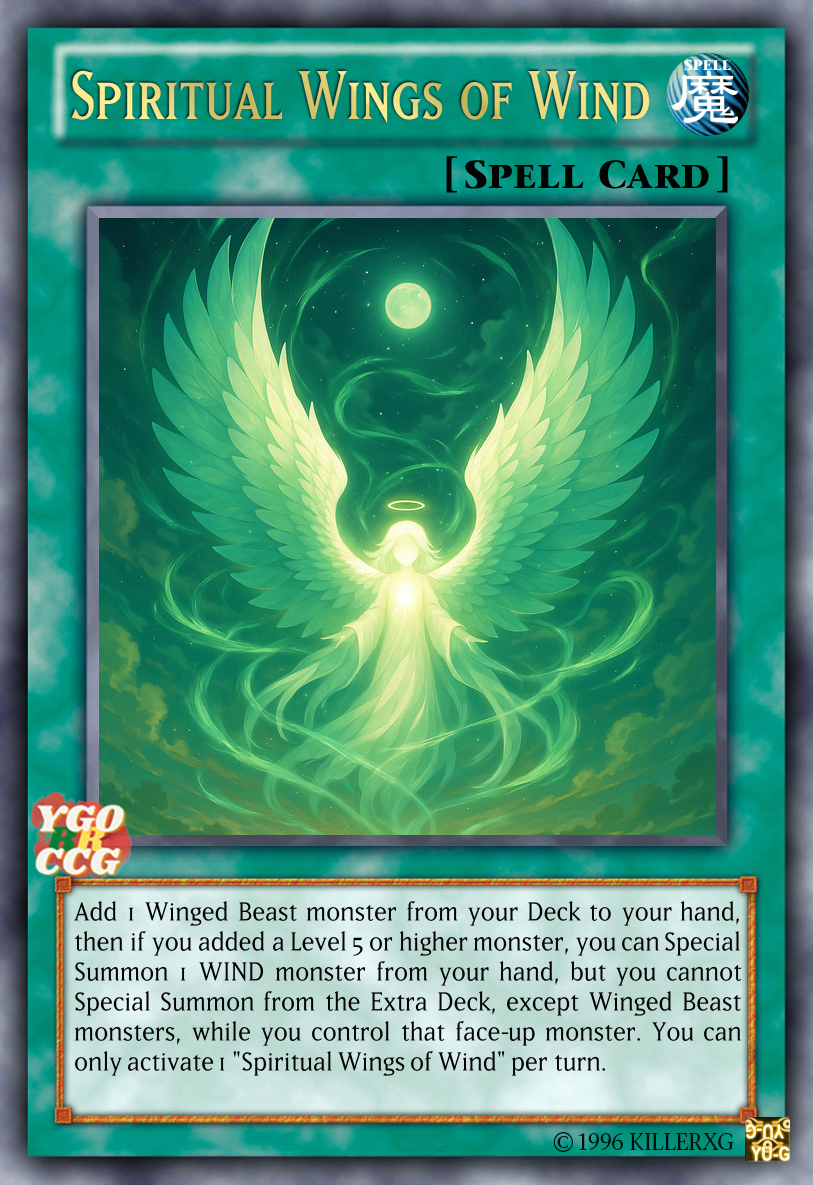 Spiritual Wings of Wind
SPELL
魔
[Spell Card]
YGO
RR
CCG
Add 1 Winged Beast monster from your Deck to your hand,
then if you added a Level 5 or higher monster, you can Special
Summon 1 WIND monster from your hand, but you cannot
Special Summon from the Extra Deck, except Winged Beast
monsters, while you control that face-up monster. You can
only activate 1 "Spiritual Wings of Wind" per turn.
© 1996 KILLERXG